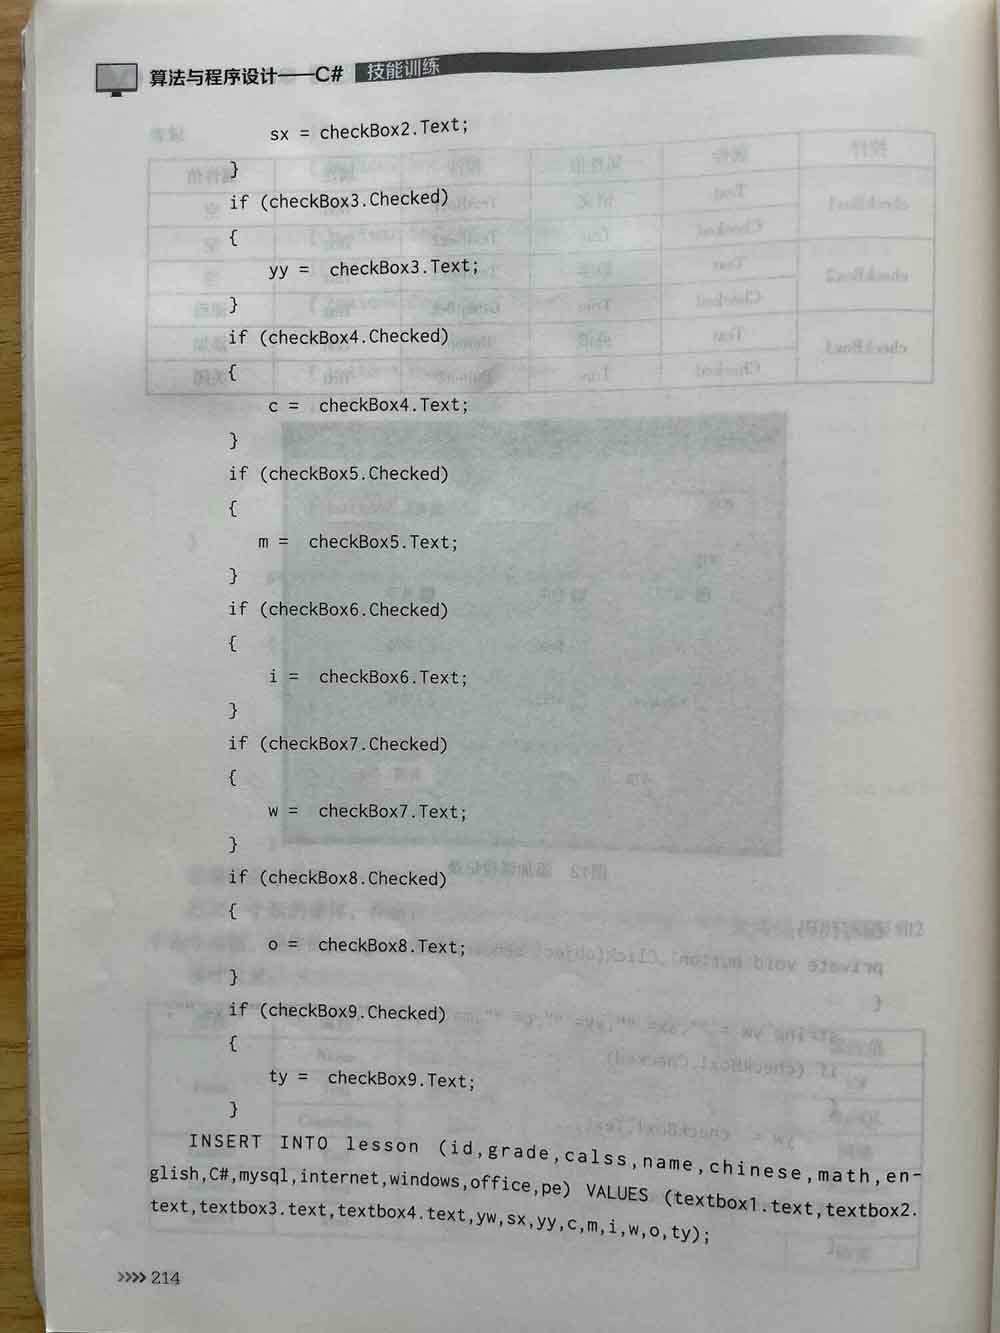 算法与程序设计——C# 技能训练
sx = checkBox2.Text;
}
if (checkBox3.Checked)
{
yy = checkBox3.Text;
}
if (checkBox4.Checked)
{
c = checkBox4.Text;
}
if (checkBox5.Checked)
{
m = checkBox5.Text;
}
if (checkBox6.Checked)
{
i = checkBox6.Text;
}
if (checkBox7.Checked)
{
w = checkBox7.Text;
}
if (checkBox8.Checked)
{
o = checkBox8.Text;
}
if (checkBox9.Checked)
{
ty = checkBox9.Text;
}
INSERT INTO lesson (id,grade,calss,name,chinese,math,en-
glish,C#,mysql,internet,windows,office,pe) VALUES (textbox1.text,textbox2.
text,textbox3.text,textbox4.text,yw,sx,yy,c,m,i,w,o,ty);
>>>> 214